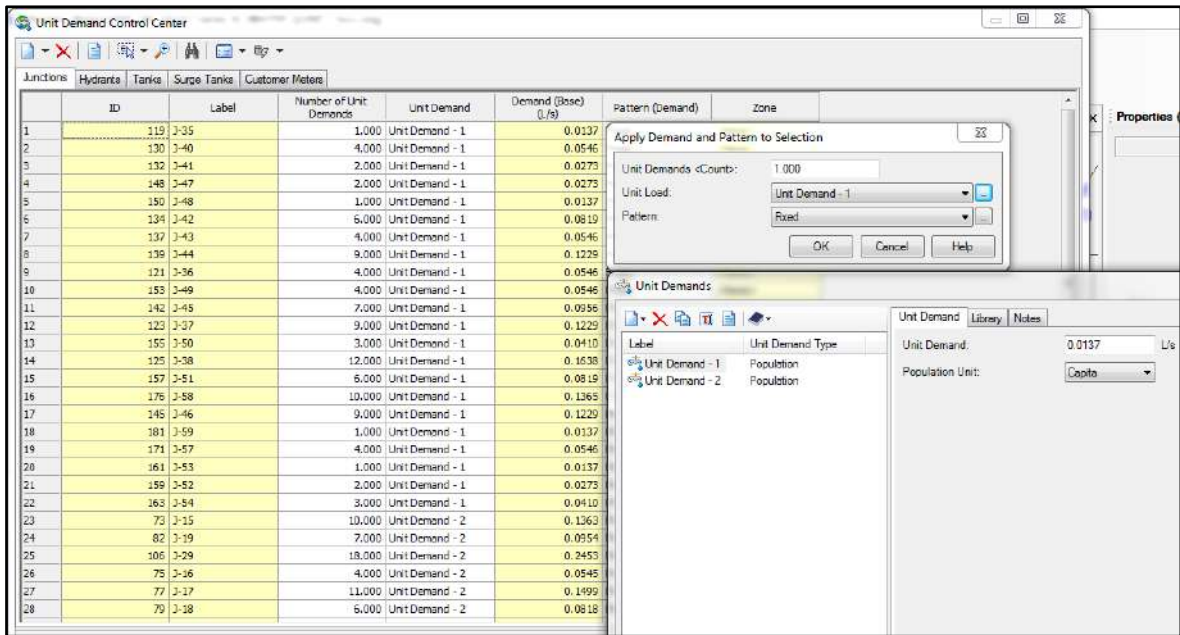 Unit Demand Control Center
Junctions Hydrants Tanks Surge Tanks Customer Meters
ID Label Number of Unit Demands Unit Demand Demand (Base) (L/s) Pattern (Demand) Zone
1 119 J-35 1.000 Unit Demand - 1 0.0137
2 130 J-40 4.000 Unit Demand - 1 0.0546
3 132 J-41 2.000 Unit Demand - 1 0.0273
4 148 J-47 2.000 Unit Demand - 1 0.0273
5 150 J-48 1.000 Unit Demand - 1 0.0137
6 134 J-42 6.000 Unit Demand - 1 0.0819
7 137 J-43 4.000 Unit Demand - 1 0.0546
8 139 J-44 9.000 Unit Demand - 1 0.1229
9 121 J-36 4.000 Unit Demand - 1 0.0546
10 153 J-49 4.000 Unit Demand - 1 0.0546
11 142 J-45 7.000 Unit Demand - 1 0.0956
12 123 J-37 9.000 Unit Demand - 1 0.1229
13 155 J-50 3.000 Unit Demand - 1 0.0410
14 125 J-38 12.000 Unit Demand - 1 0.1638
15 157 J-51 6.000 Unit Demand - 1 0.0819
16 176 J-58 10.000 Unit Demand - 1 0.1365
17 145 J-46 9.000 Unit Demand - 1 0.1229
18 181 J-59 1.000 Unit Demand - 1 0.0137
19 171 J-57 4.000 Unit Demand - 1 0.0546
20 161 J-53 1.000 Unit Demand - 1 0.0137
21 159 J-52 2.000 Unit Demand - 1 0.0273
22 163 J-54 3.000 Unit Demand - 1 0.0410
23 73 J-15 10.000 Unit Demand - 2 0.1363
24 82 J-19 7.000 Unit Demand - 2 0.0954
25 106 J-29 18.000 Unit Demand - 2 0.2453
26 75 J-16 4.000 Unit Demand - 2 0.0545
27 77 J-17 11.000 Unit Demand - 2 0.1499
28 79 J-18 6.000 Unit Demand - 2 0.0818
Properties (
Apply Demand and Pattern to Selection
Unit Demands <Count>: 1.000
Unit Load: Unit Demand - 1 ...
Pattern: Fixed ...
OK Cancel Help
Unit Demands
Label Unit Demand Type
Unit Demand - 1 Population
Unit Demand - 2 Population
Unit Demand Library Notes
Unit Demand: 0.0137 L/s
Population Unit: Capita